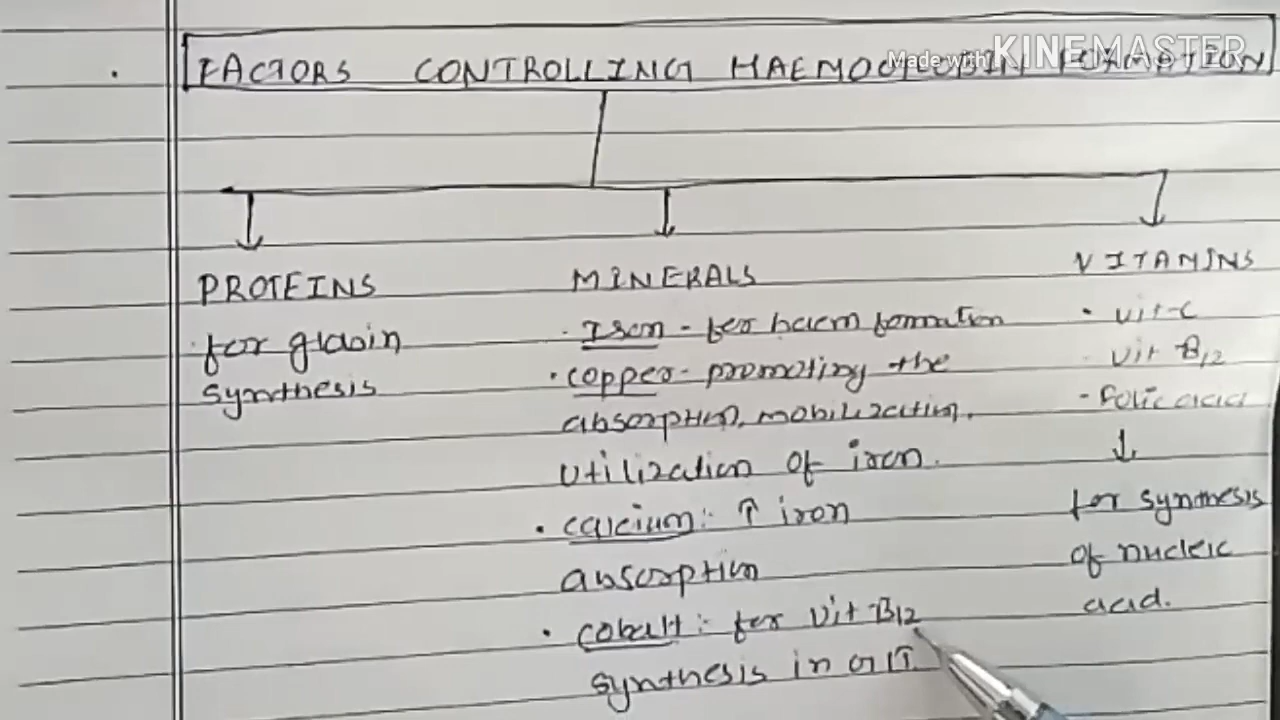 FACTORS CONTROLLING HAEMOGLOBIN FORMATION
Made with KINEMASTER
PROTEINS
for globin
synthesis
MINERALS
· Iron - for haem formation
· copper - promoting the
absorption, mobilization,
utilization of iron.
· calcium: ↑ iron
absorption
· cobalt: for Vit B12
synthesis in GIT
VITAMINS
· vit-C
vit B12
- Folic acid
↓
for synthesis
of nucleic
acid.